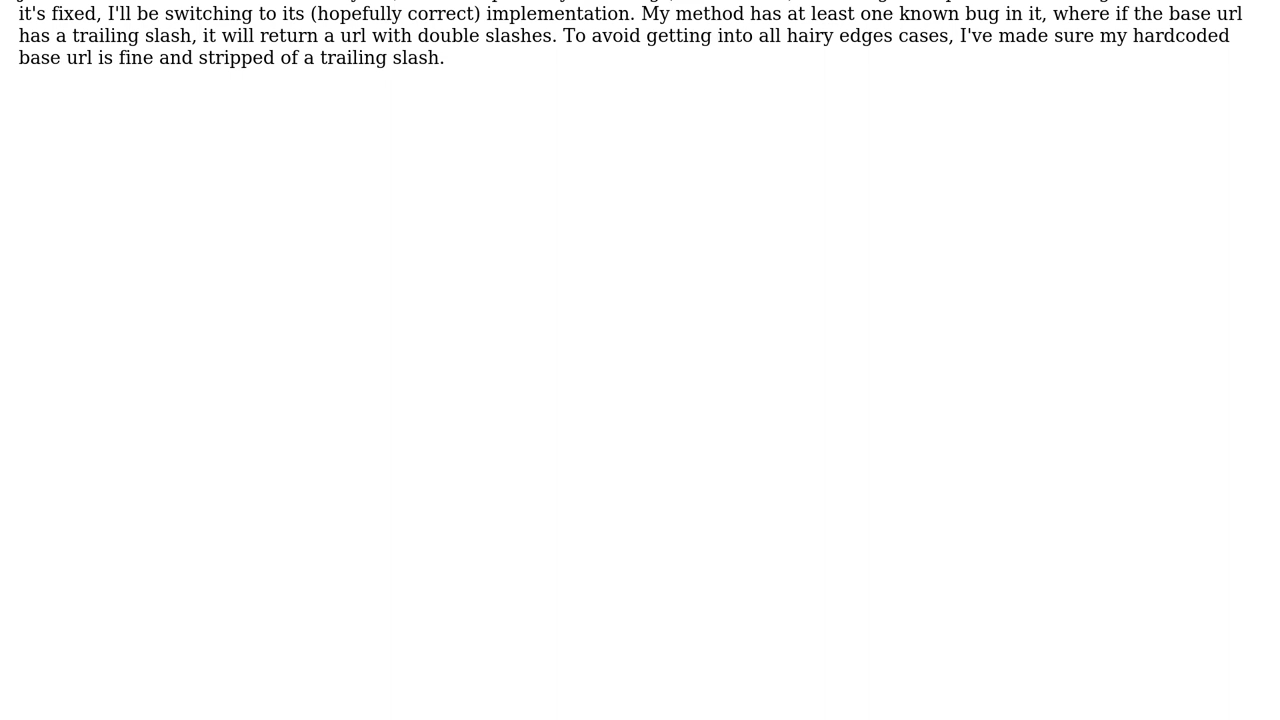 it's fixed, I'll be switching to its (hopefully correct) implementation. My method has at least one known bug in it, where if the base url
has a trailing slash, it will return a url with double slashes. To avoid getting into all hairy edges cases, I've made sure my hardcoded
base url is fine and stripped of a trailing slash.